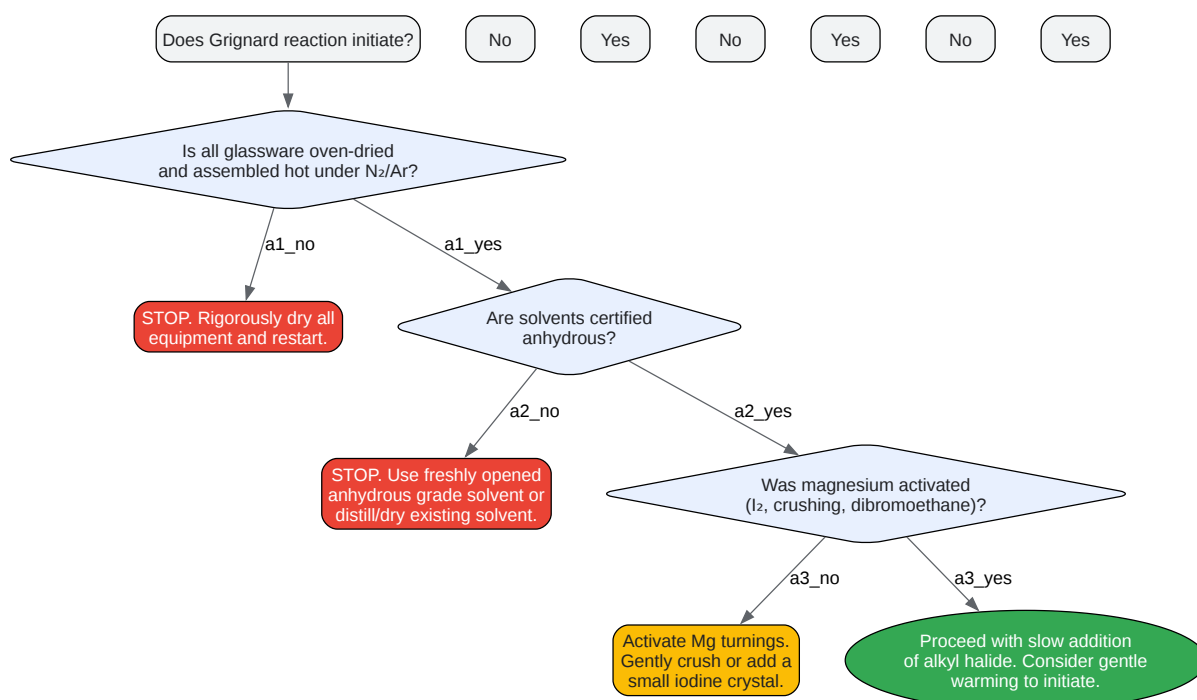 Does Grignard reaction initiate?
No
Yes
No
Yes
No
Yes
Is all glassware oven-dried
and assembled hot under N₂/Ar?
a1_no
a1_yes
STOP. Rigorously dry all
equipment and restart.
Are solvents certified
anhydrous?
a2_no
a2_yes
STOP. Use freshly opened
anhydrous grade solvent or
distill/dry existing solvent.
Was magnesium activated
(I₂, crushing, dibromoethane)?
a3_no
a3_yes
Activate Mg turnings.
Gently crush or add a
small iodine crystal.
Proceed with slow addition
of alkyl halide. Consider gentle
warming to initiate.